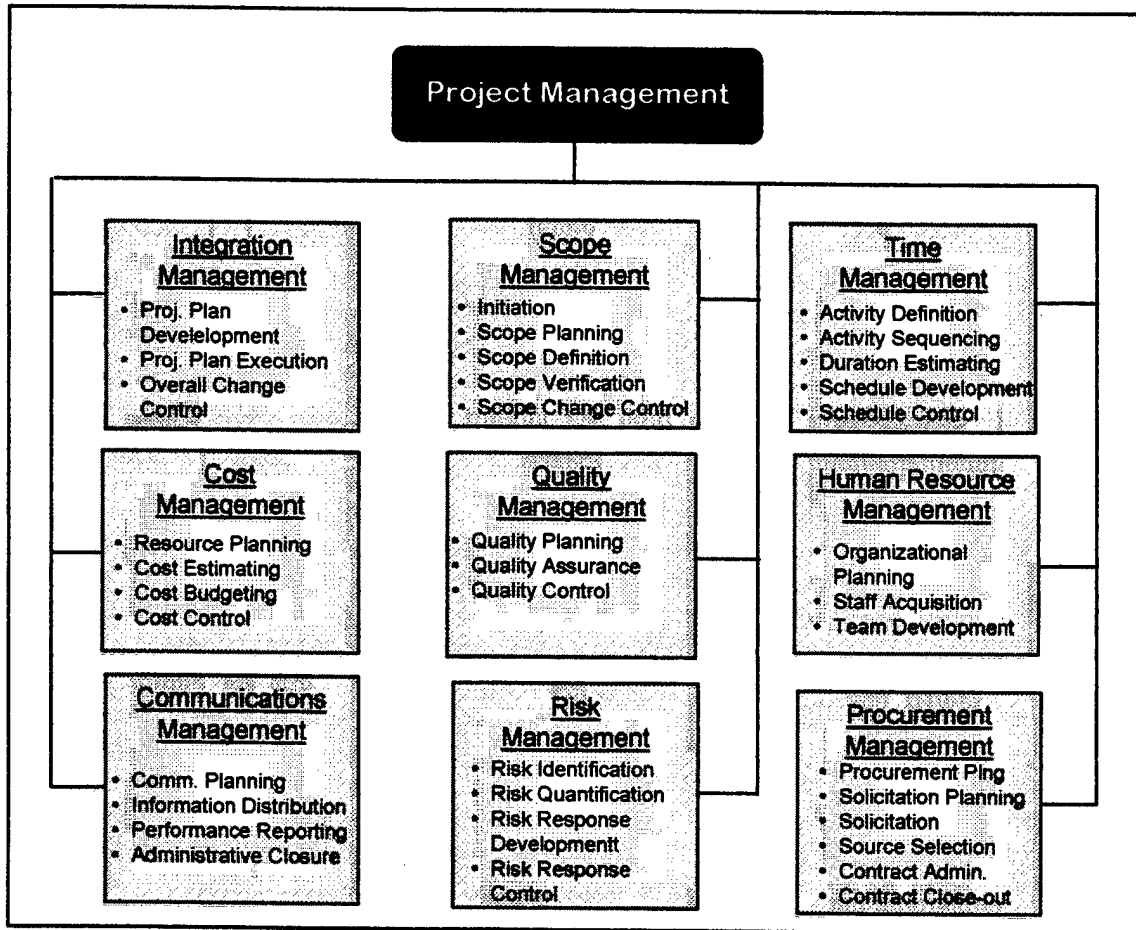 Project Management
Integration
Management
• Proj. Plan
Develelopment
• Proj. Plan Execution
• Overall Change
Control
Scope
Management
• Initiation
• Scope Planning
• Scope Definition
• Scope Verification
• Scope Change Control
Time
Management
• Activity Definition
• Activity Sequencing
• Duration Estimating
• Schedule Development
• Schedule Control
Cost
Management
• Resource Planning
• Cost Estimating
• Cost Budgeting
• Cost Control
Quality
Management
• Quality Planning
• Quality Assurance
• Quality Control
Human Resource
Management
• Organizational
Planning
• Staff Acquisition
• Team Development
Communications
Management
• Comm. Planning
• Information Distribution
• Performance Reporting
• Administrative Closure
Risk
Management
• Risk Identification
• Risk Quantification
• Risk Response
Developmentt
• Risk Response
Control
Procurement
Management
• Procurement Plng
• Solicitation Planning
• Solicitation
• Source Selection
• Contract Admin.
• Contract Close-out